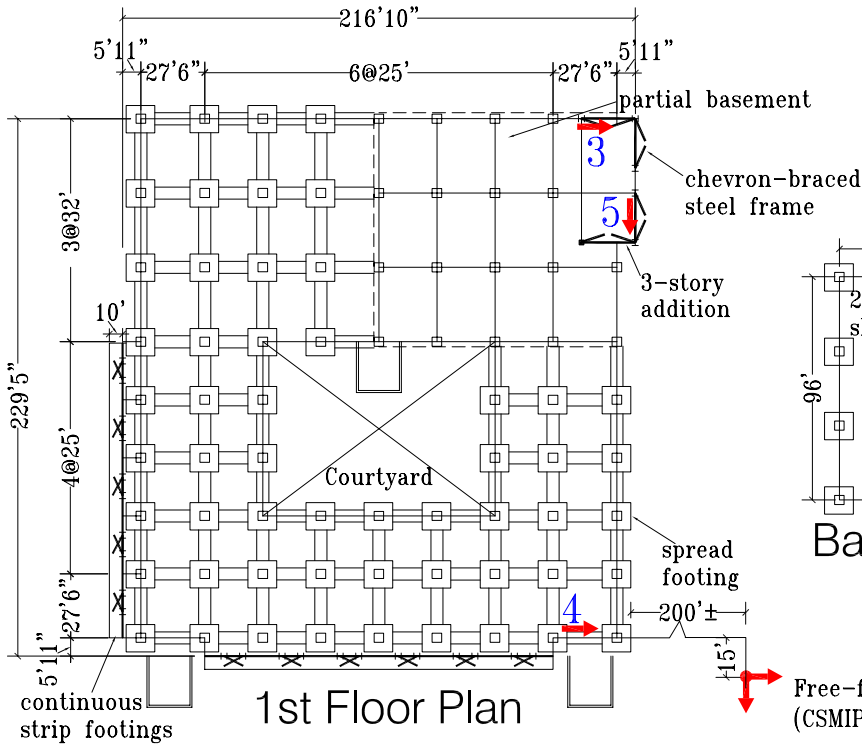 216'10"
5'11"
5'11"
27'6"
6@25'
27'6"
partial basement
3
chevron-braced
steel frame
5
3@32'
3-story
addition
10'
229'5"
96'
4@25'
Courtyard
Ba
spread
footing
27'6"
4
200'±
5'11"
15'
continuous
strip footings
1st Floor Plan
Free-f
(CSMIP